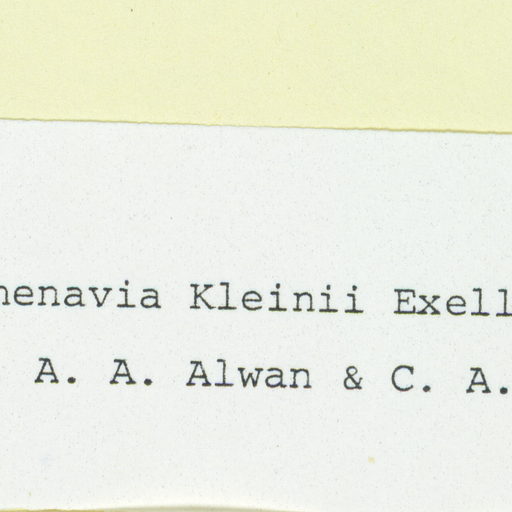 henavia Kleinii Exell
A. A. Alwan & C. A.